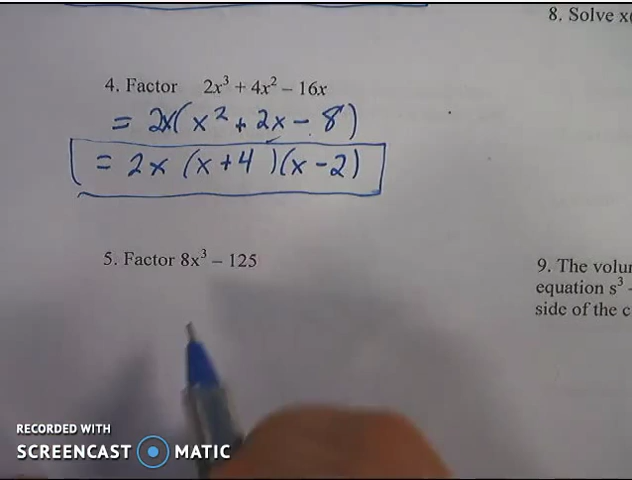 8. Solve
4. Factor 2x³ + 4x² – 16x
= 2x(x² + 2x – 8)
= 2x (x+4)(x–2)
5. Factor 8x³ – 125
9. The
equation s³ -
side of the c
RECORDED WITH
SCREENCAST MATIC